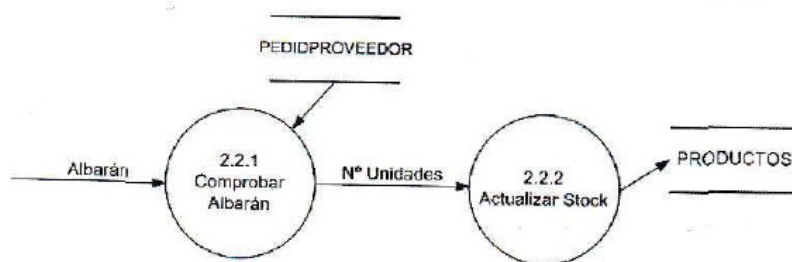 PEDIDPROVEEDOR
Albarán
2.2.1
Comprobar
Albarán
Nº Unidades
2.2.2
Actualizar Stock
PRODUCTOS